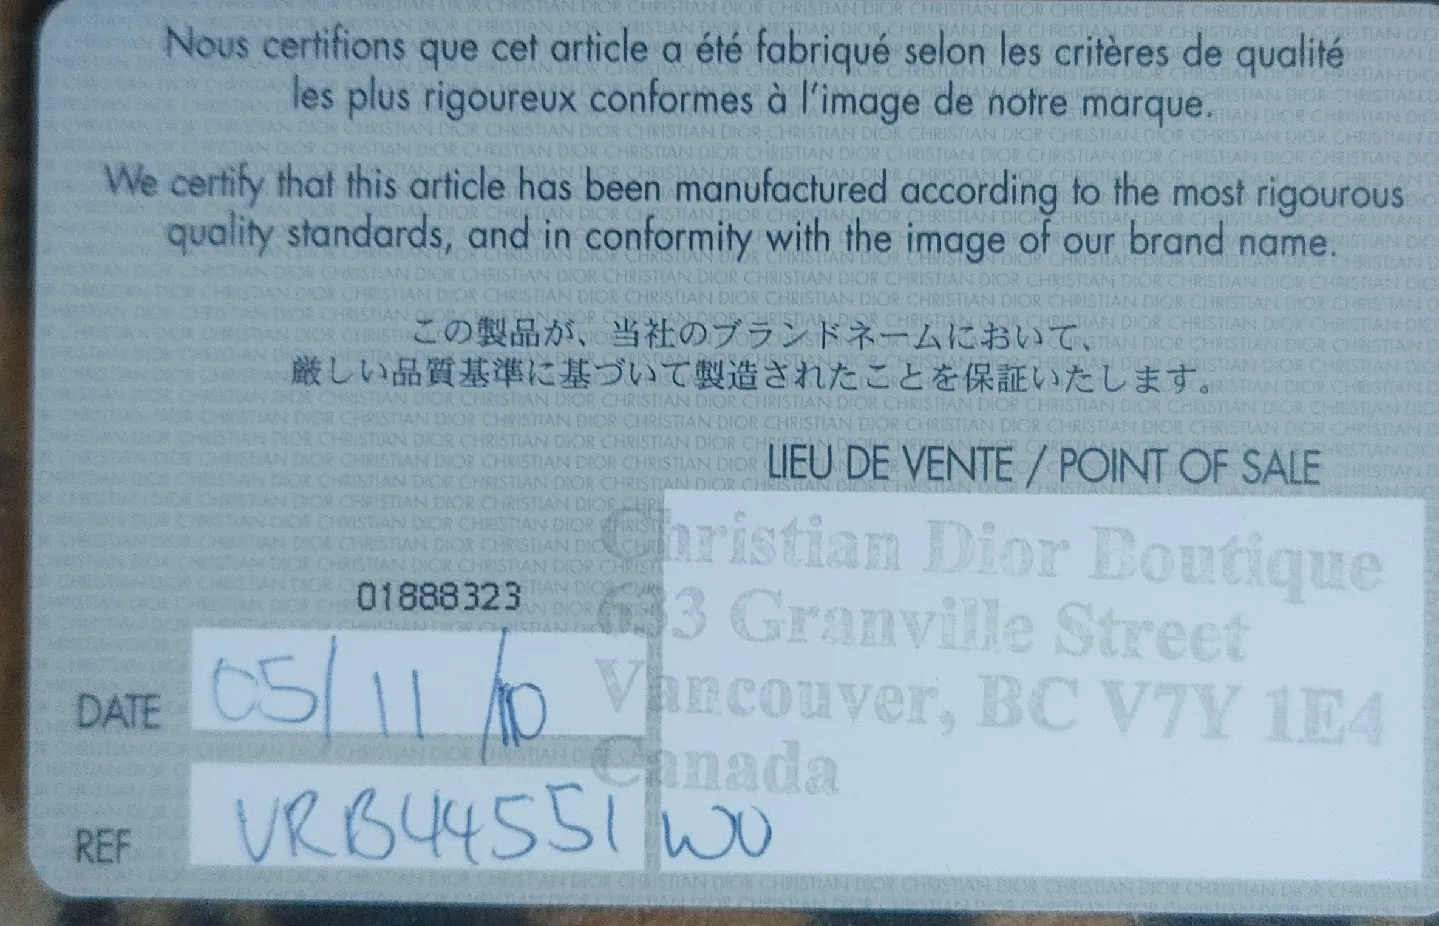 Nous certifions que cet article a été fabriqué selon les critères de qualité
les plus rigoureux conformes à l'image de notre marque.
We certify that this article has been manufactured according to the most rigourous
quality standards, and in conformity with the image of our brand name.
この製品が、当社のブランドネームにおいて、
厳しい品質基準に基づいて製造されたことを保証いたします。
LIEU DE VENTE / POINT OF SALE
Christian Dior Boutique
633 Granville Street
Vancouver, BC V7Y 1E4
Canada
01888323
DATE 05/11/10
REF VRB44551 WU